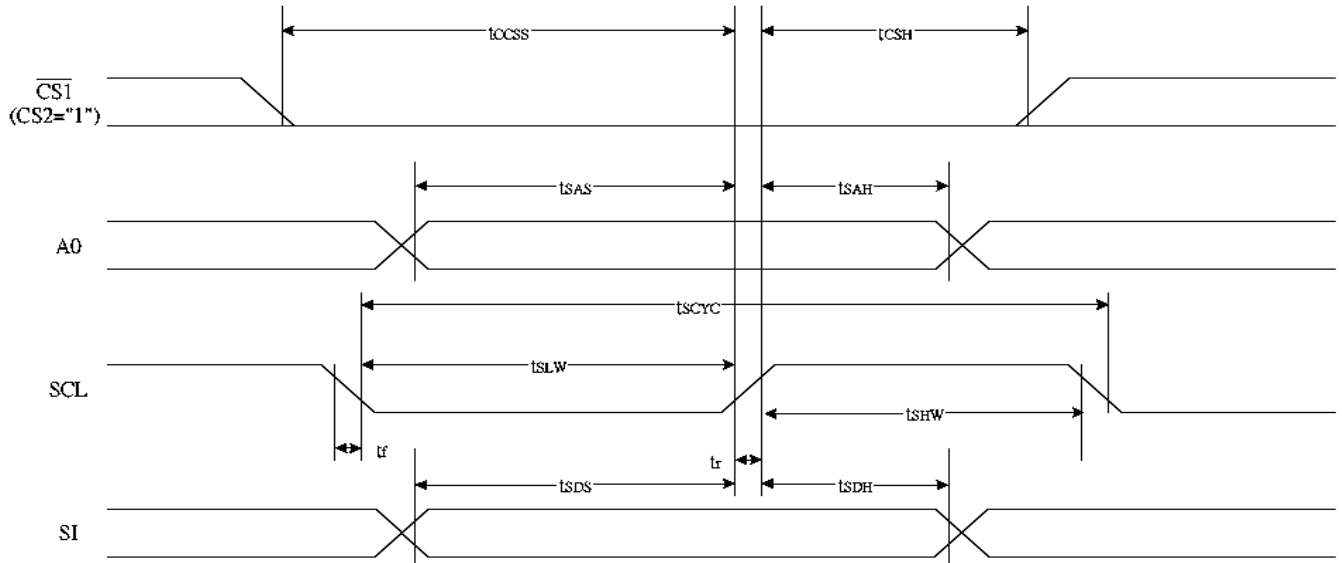 tCCSS
tCSH
CS1
(CS2="1")
tSAS
tSAH
A0
tSCYC
tSLW
SCL
tSHW
tf
tr
tSDS
tSDH
SI